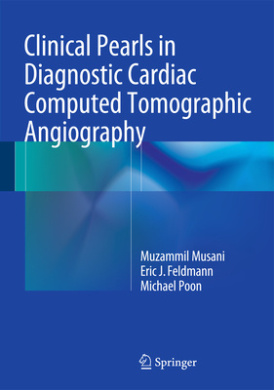 Clinical Pearls in
Diagnostic Cardiac
Computed Tomographic
Angiography
Muzammil Musani
Eric J. Feldmann
Michael Poon
Springer